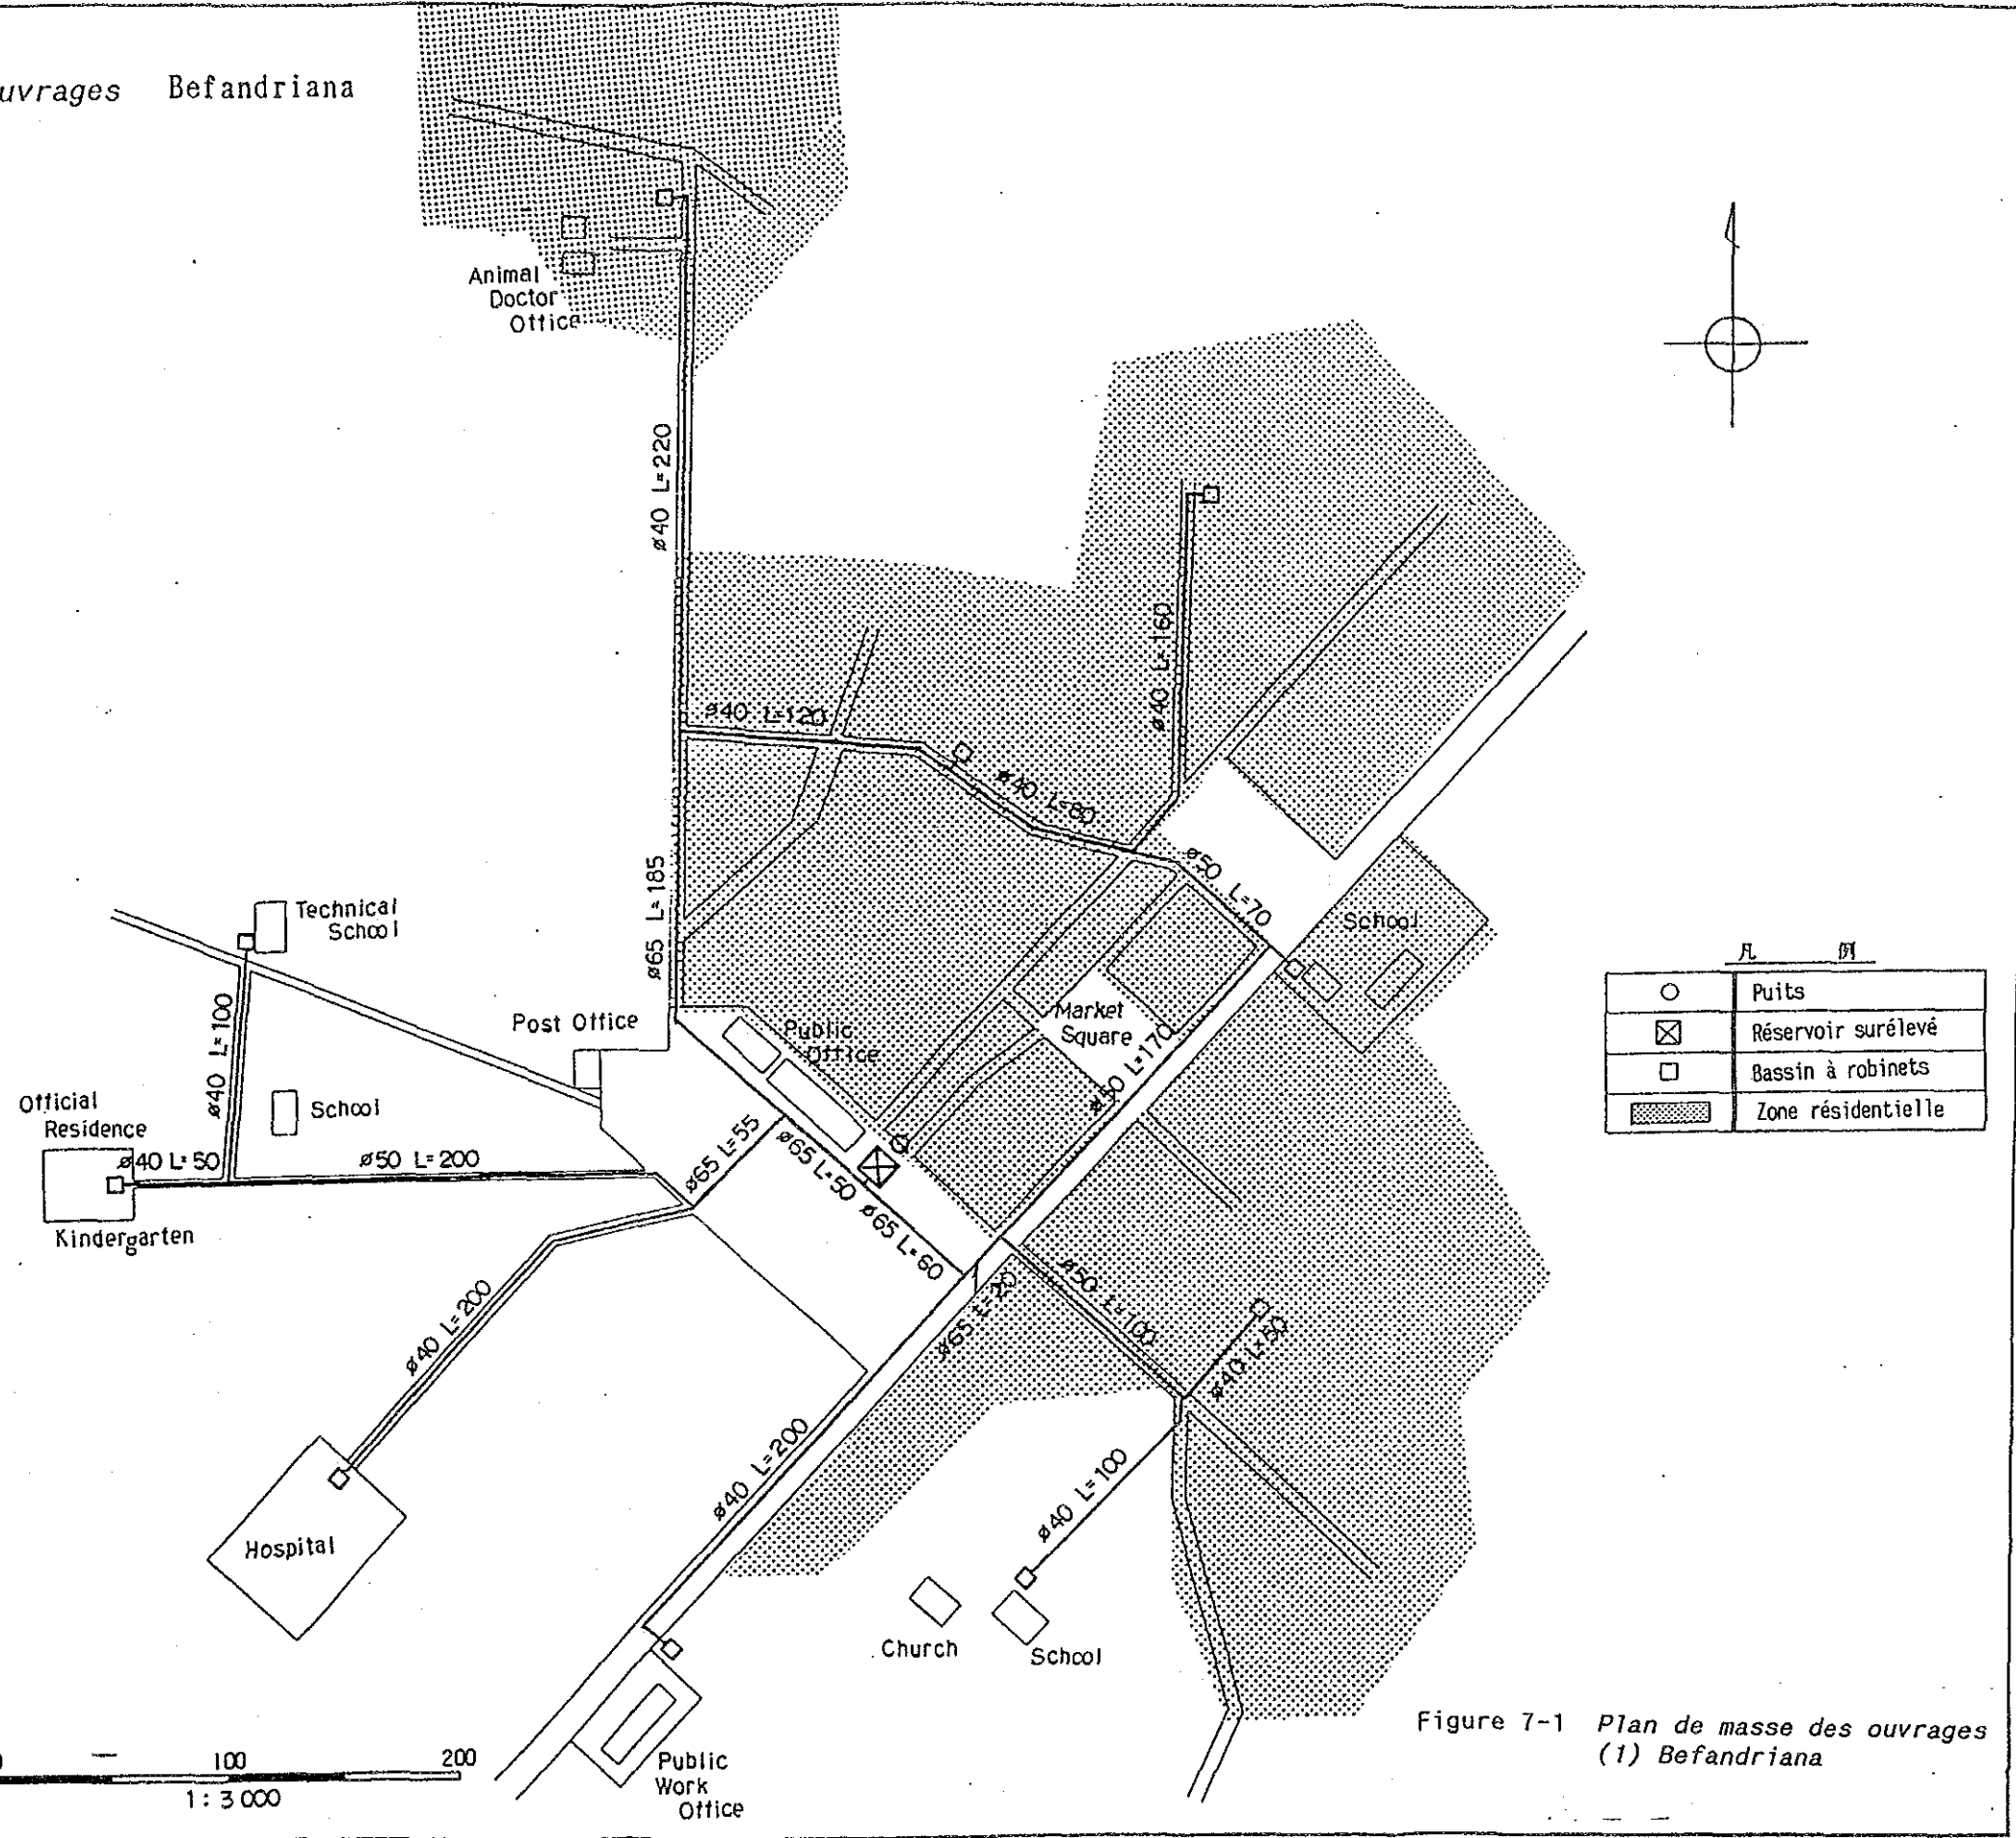 uvrages Befandriana
Animal
Doctor
Office
ø40 L=220
ø40 L=160
ø40 L=120
ø40 L=80
ø65 L=185
ø50 L=70
School
Technical
School
ø40 L=100
Post Office
Public
Office
Market
Square
ø50 L=170
Official
Residence
School
ø40 L=50
ø50 L=200
Kindergarten
ø65 L=55
ø65 L=50
ø65 L=60
ø40 L=200
ø65 L=20
ø50 L=100
ø40 L=50
ø40 L=200
ø40 L=100
Hospital
Church
School
Public
Work
Office
凡 例
Puits
Réservoir surélevé
Bassin à robinets
Zone résidentielle
100
200
1:3000
Figure 7-1 Plan de masse des ouvrages
(1) Befandriana